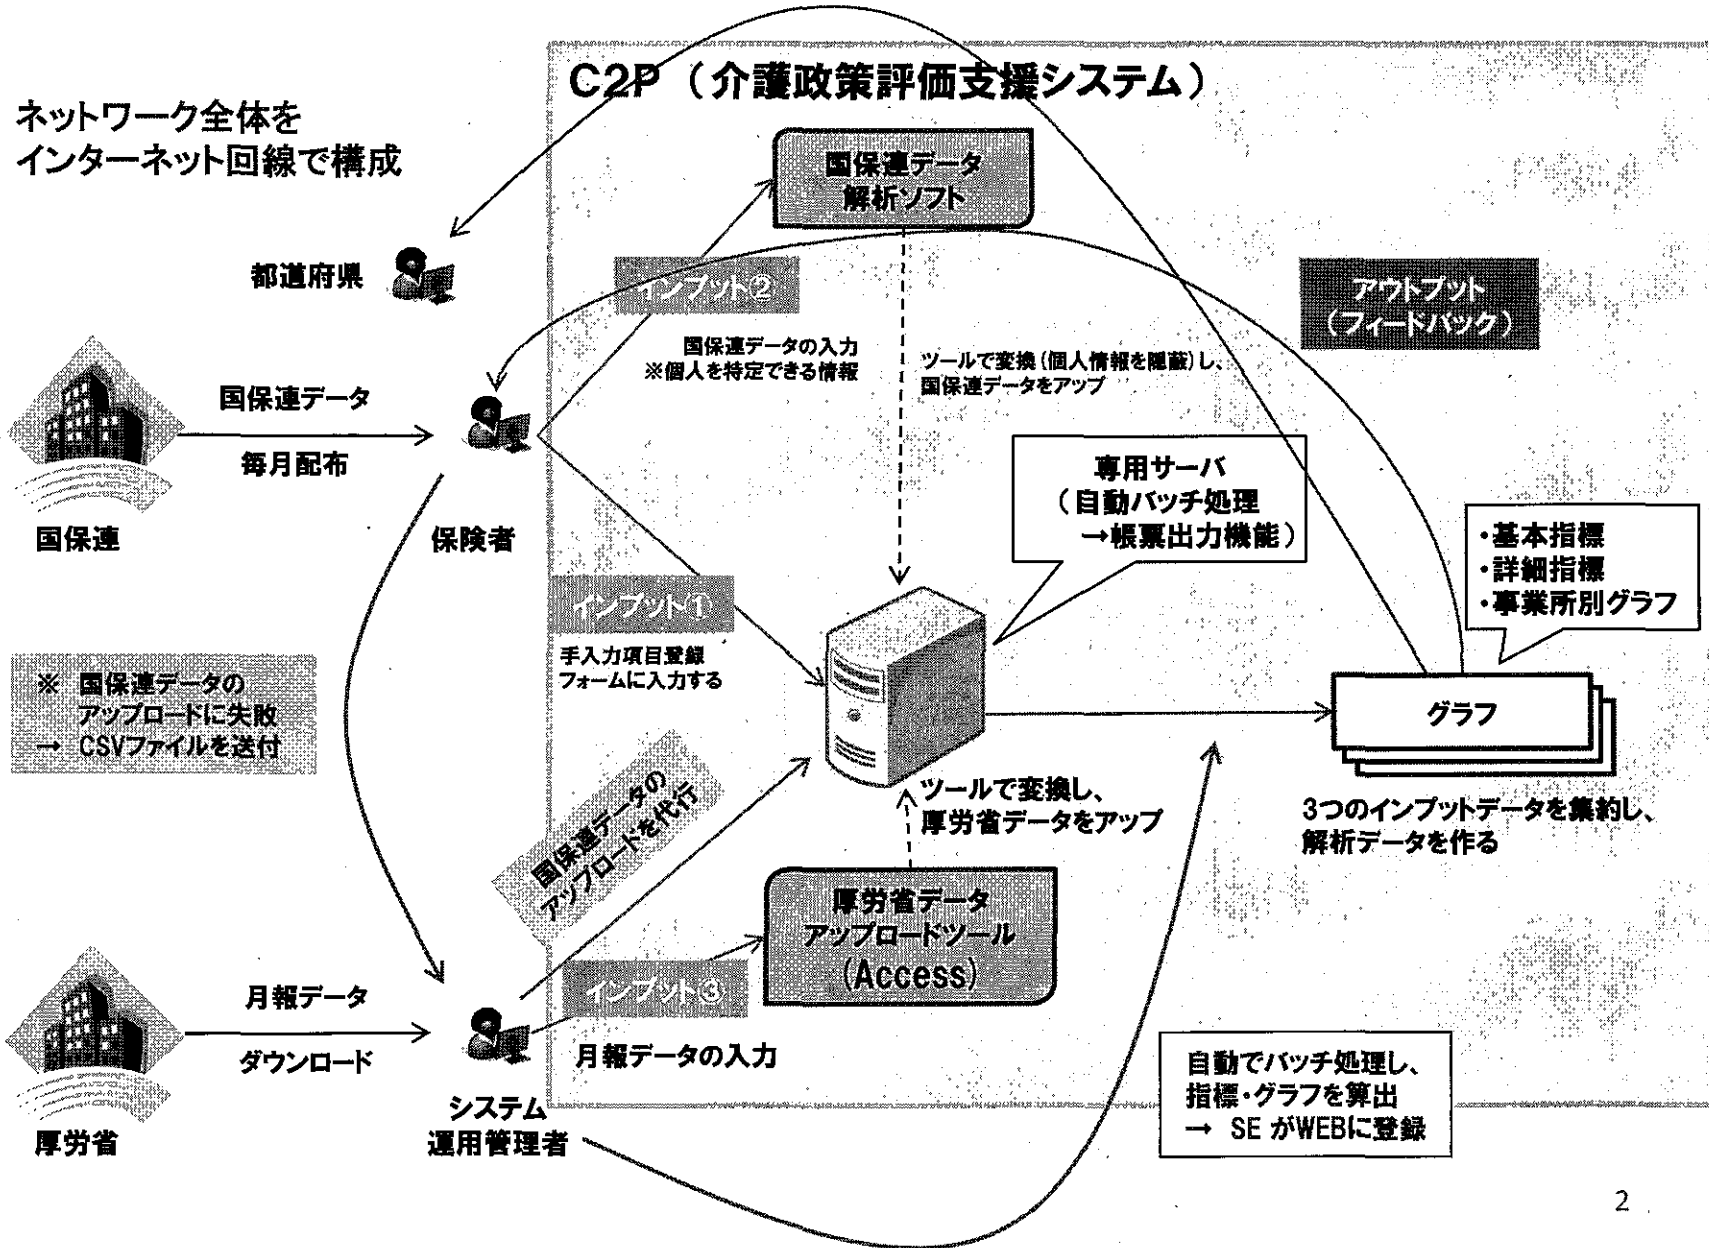 C2P（介護政策評価支援システム）
ネットワーク全体を
インターネット回線で構成
国保連データ
解析ソフト
都道府県
インプット②
アウトプット
（フィードバック）
国保連データの入力
※個人を特定できる情報
ツールで変換（個人情報を隠蔽）し、
国保連データをアップ
国保連データ
毎月配布
国保連
保険者
専用サーバ
（自動バッチ処理
→帳票出力機能）
・基本指標
・詳細指標
・事業所別グラフ
インプット①
手入力項目登録
フォームに入力する
※ 国保連データの
アップロードに失敗
→ CSVファイルを送付
グラフ
国保連データの
アップロードを代行
ツールで変換し、
厚労省データをアップ
3つのインプットデータを集約し、
解析データを作る
厚労省データ
アップロードツール
(Access)
インプット③
月報データ
ダウンロード
月報データの入力
厚労省
システム
運用管理者
自動でバッチ処理し、
指標・グラフを算出
→ SEがWEBに登録
2